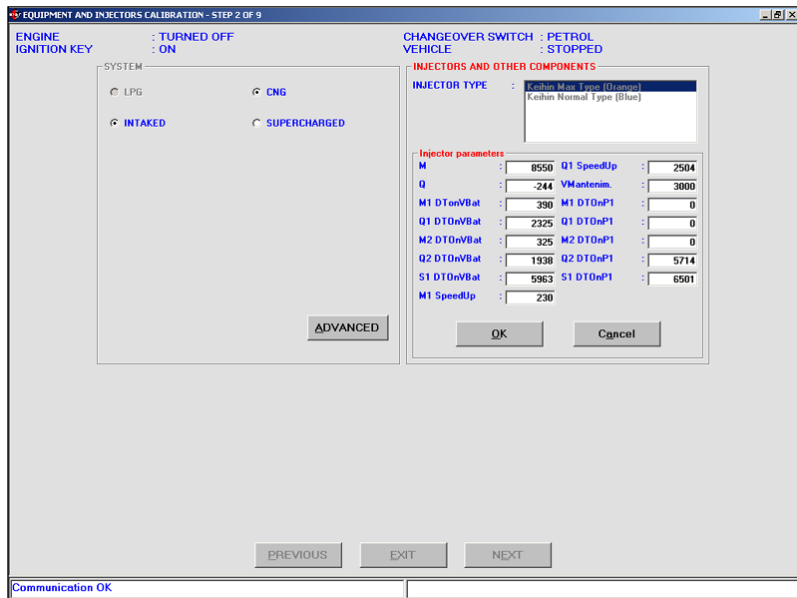 EQUIPMENT AND INJECTORS CALIBRATION - STEP 2 OF 9
ENGINE : TURNED OFF
IGNITION KEY : ON
CHANGEOVER SWITCH : PETROL
VEHICLE : STOPPED
SYSTEM
LPG CNG
INTAKED SUPERCHARGED
ADVANCED
INJECTORS AND OTHER COMPONENTS
INJECTOR TYPE : Keihin Max Type (Orange)
Keihin Normal Type (Blue)
Injector parameters
M : 8550 Q1 SpeedUp : 2504
Q : -244 VMantenim. : 3000
M1 DTonVBat : 390 M1 DTOnP1 : 0
Q1 DTOnVBat : 2325 Q1 DTOnP1 : 0
M2 DTOnVBat : 325 M2 DTOnP1 : 0
Q2 DTOnVBat : 1938 Q2 DTOnP1 : 5714
S1 DTOnVBat : 5963 S1 DTOnP1 : 6501
M1 SpeedUp : 230
OK Cancel
PREVIOUS EXIT NEXT
Communication OK